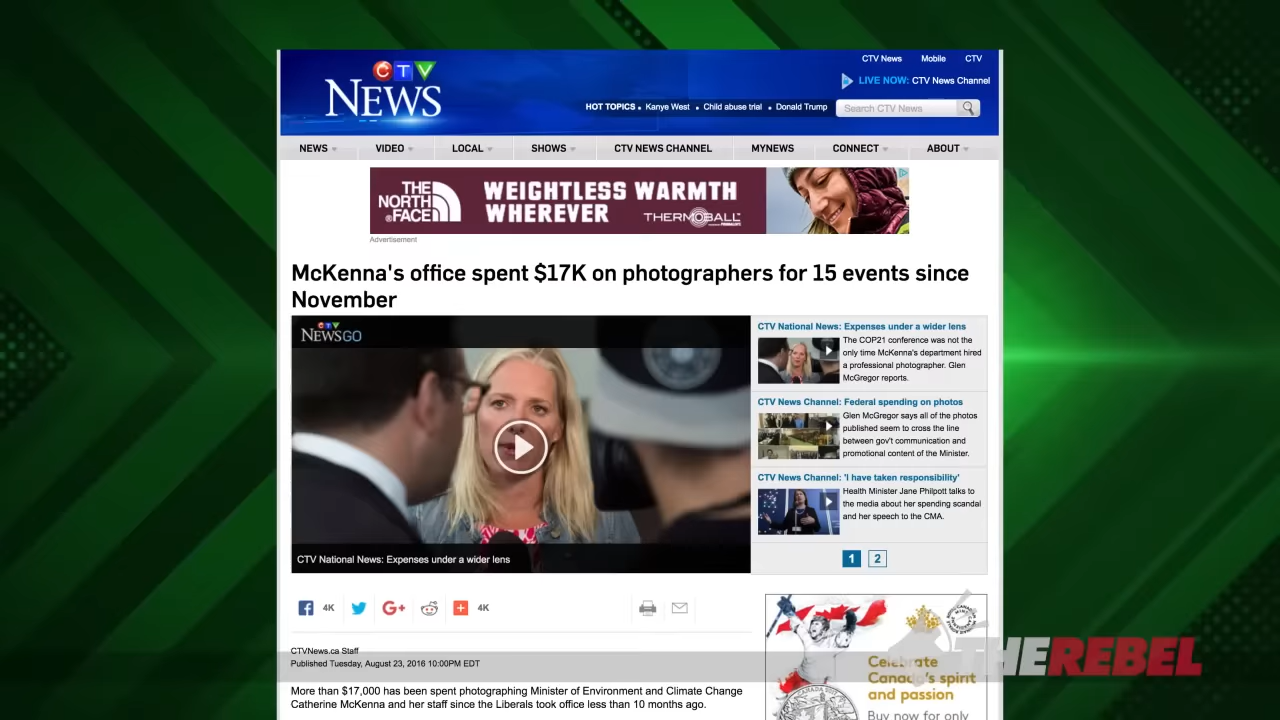 CTV News Mobile CTV
CTV
NEWS
LIVE NOW: CTV News Channel
HOT TOPICS • Kanye West • Child abuse trial • Donald Trump
Search CTV News
NEWS VIDEO LOCAL SHOWS CTV NEWS CHANNEL MYNEWS CONNECT ABOUT
THE
NORTH
FACE
WEIGHTLESS WARMTH
WHEREVER
THERMOBALL
Advertisement
McKenna's office spent $17K on photographers for 15 events since
November
CTV
NEWS GO
CTV National News: Expenses under a wider lens
CTV National News: Expenses under a wider lens
The COP21 conference was not the
only time McKenna's department hired
a professional photographer. Glen
McGregor reports.
CTV News Channel: Federal spending on photos
Glen McGregor says all of the photos
published seem to cross the line
between gov't communication and
promotional content of the Minister.
CTV News Channel: 'I have taken responsibility'
Health Minister Jane Philpott talks to
the media about her spending scandal
and her speech to the CMA.
1 2
4K G+ 4K
CTVNews.ca Staff
Published Tuesday, August 23, 2016 10:00PM EDT
More than $17,000 has been spent photographing Minister of Environment and Climate Change
Catherine McKenna and her staff since the Liberals took office less than 10 months ago.
Celebrate
Canada's spirit
and passion
Buy now for only
THEREBEL